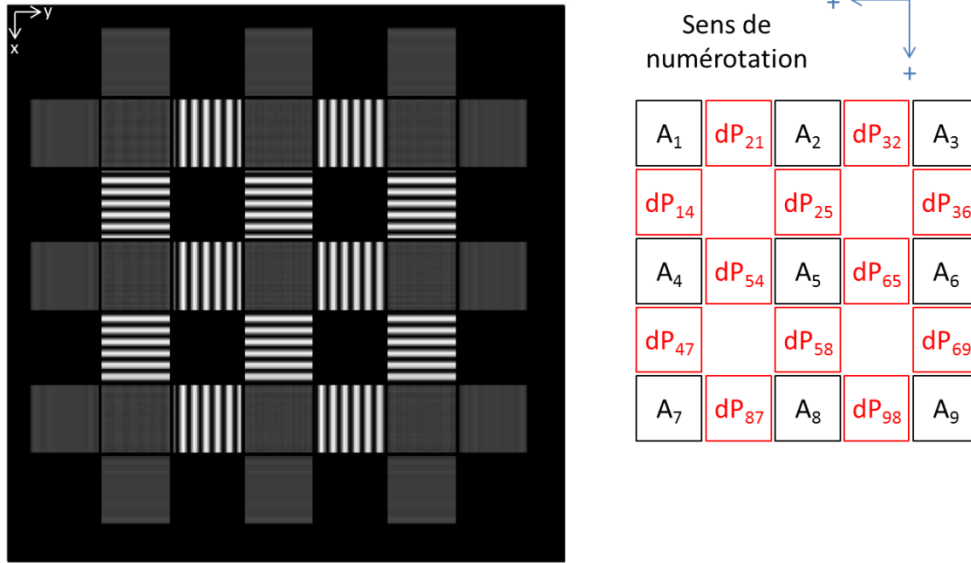 y
x
Sens de
numérotation
+
+
A₁ dP₂₁ A₂ dP₃₂ A₃
dP₁₄ dP₂₅ dP₃₆
A₄ dP₅₄ A₅ dP₆₅ A₆
dP₄₇ dP₅₈ dP₆₉
A₇ dP₈₇ A₈ dP₉₈ A₉